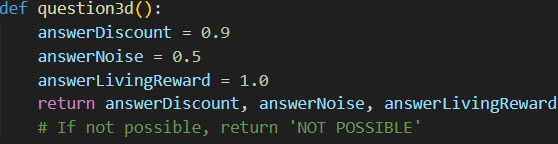 def question3d():
    answerDiscount = 0.9
    answerNoise = 0.5
    answerLivingReward = 1.0
    return answerDiscount, answerNoise, answerLivingReward
    # If not possible, return 'NOT POSSIBLE'